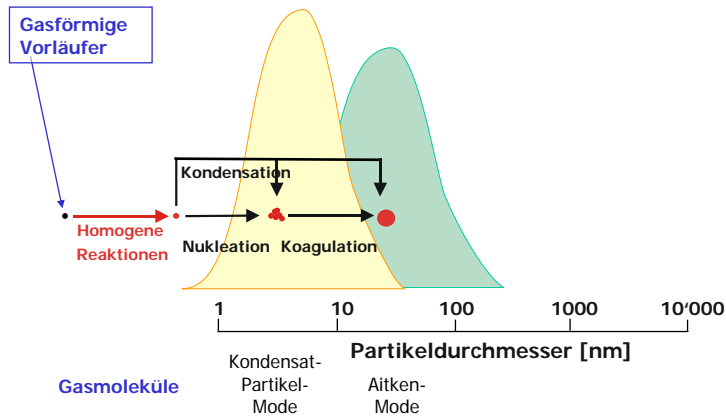 Gasförmige
Vorläufer
Kondensation
Homogene
Reaktionen
Nukleation Koagulation
1 10 100 1000 10'000
Partikeldurchmesser [nm]
Kondensat-
Partikel-
Mode
Aitken-
Mode
Gasmoleküle